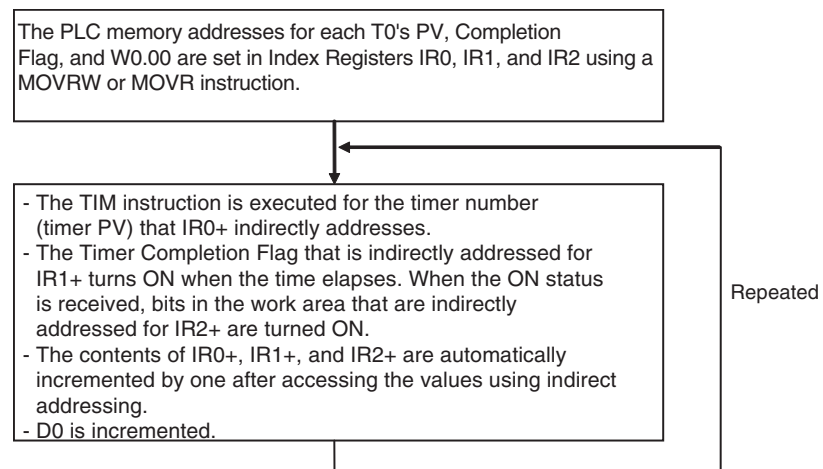 The PLC memory addresses for each T0's PV, Completion
Flag, and W0.00 are set in Index Registers IR0, IR1, and IR2 using a
MOVRW or MOVR instruction.
- The TIM instruction is executed for the timer number
(timer PV) that IR0+ indirectly addresses.
- The Timer Completion Flag that is indirectly addressed for
IR1+ turns ON when the time elapses. When the ON status
is received, bits in the work area that are indirectly
addressed for IR2+ are turned ON.
- The contents of IR0+, IR1+, and IR2+ are automatically
incremented by one after accessing the values using indirect
addressing.
- D0 is incremented.
Repeated